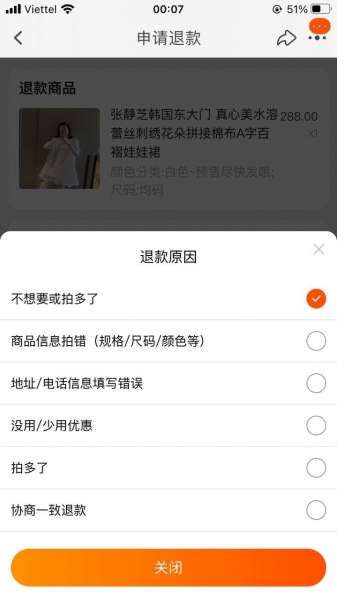 Viettel 00:07 51%
申请退款
退款商品
张静芝韩国东大门 真心美水溶 288.00
蕾丝刺绣花朵拼接棉布A字百 x1
褶娃娃裙
颜色分类:白色-预售尽快发哦;
尺码:均码
退款原因
不想要或拍多了
商品信息拍错（规格/尺码/颜色等）
地址/电话信息填写错误
没用/少用优惠
拍多了
协商一致退款
关闭